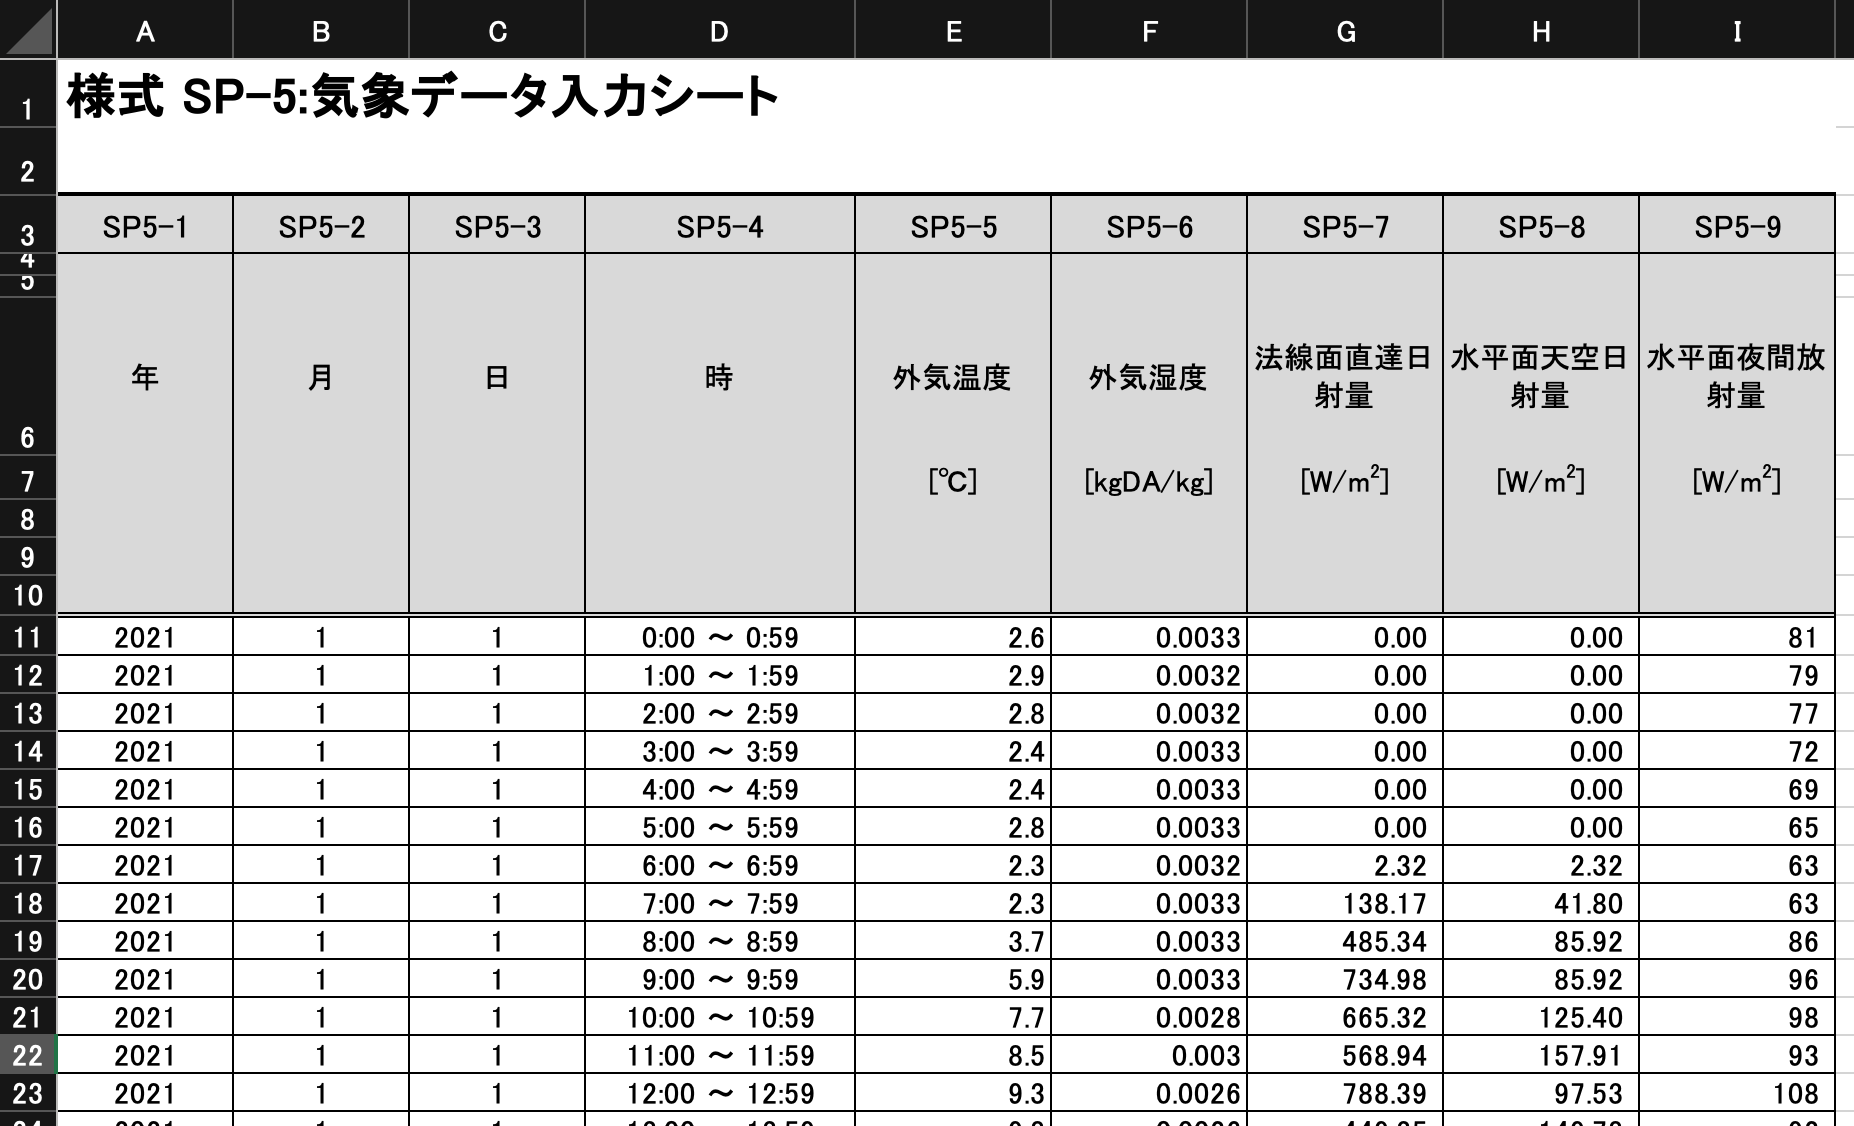 A B C D E F G H I
1 様式 SP-5:気象データ入力シート
2
3 SP5-1 SP5-2 SP5-3 SP5-4 SP5-5 SP5-6 SP5-7 SP5-8 SP5-9
4
5
法線面直達日 水平面天空日 水平面夜間放
年 月 日 時 外気温度 外気湿度
射量 射量 射量
6
7 [℃] [kgDA/kg] [W/m²] [W/m²] [W/m²]
8
9
10
11 2021 1 1 0:00 ～ 0:59 2.6 0.0033 0.00 0.00 81
12 2021 1 1 1:00 ～ 1:59 2.9 0.0032 0.00 0.00 79
13 2021 1 1 2:00 ～ 2:59 2.8 0.0032 0.00 0.00 77
14 2021 1 1 3:00 ～ 3:59 2.4 0.0033 0.00 0.00 72
15 2021 1 1 4:00 ～ 4:59 2.4 0.0033 0.00 0.00 69
16 2021 1 1 5:00 ～ 5:59 2.8 0.0033 0.00 0.00 65
17 2021 1 1 6:00 ～ 6:59 2.3 0.0032 2.32 2.32 63
18 2021 1 1 7:00 ～ 7:59 2.3 0.0033 138.17 41.80 63
19 2021 1 1 8:00 ～ 8:59 3.7 0.0033 485.34 85.92 86
20 2021 1 1 9:00 ～ 9:59 5.9 0.0033 734.98 85.92 96
21 2021 1 1 10:00 ～ 10:59 7.7 0.0028 665.32 125.40 98
22 2021 1 1 11:00 ～ 11:59 8.5 0.003 568.94 157.91 93
23 2021 1 1 12:00 ～ 12:59 9.3 0.0026 788.39 97.53 108